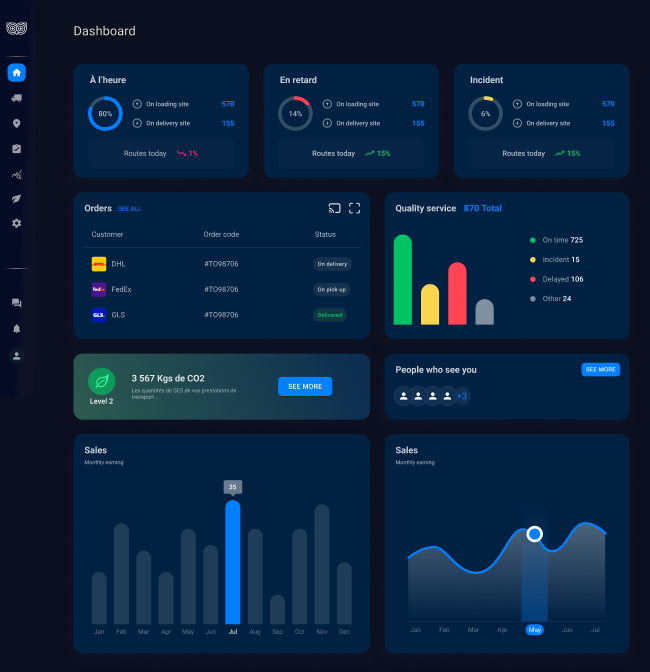 Dashboard
À l'heure
80%
On loading site 570
On delivery site 155
Routes today 1%
En retard
14%
On loading site 570
On delivery site 155
Routes today 15%
Incident
6%
On loading site 570
On delivery site 155
Routes today 15%
Orders SEE ALL
Customer Order code Status
DHL #TO98706 On delivery
FedEx FedEx #TO98706 On pick-up
GLS. GLS #TO98706 Delivered
Quality service 870 Total
On time 725
Incident 15
Delayed 106
Other 24
Level 2
3 567 Kgs de CO2
Les quantités de GES de vos prestations de
transport...
SEE MORE
People who see you
SEE MORE
+3
Sales
Monthly earning
35
Jan Feb Mar Apr May Jun Jul Aug Sep Oct Nov Dec
Sales
Monthly earning
Jan Feb Mar Apr May Jun Jul